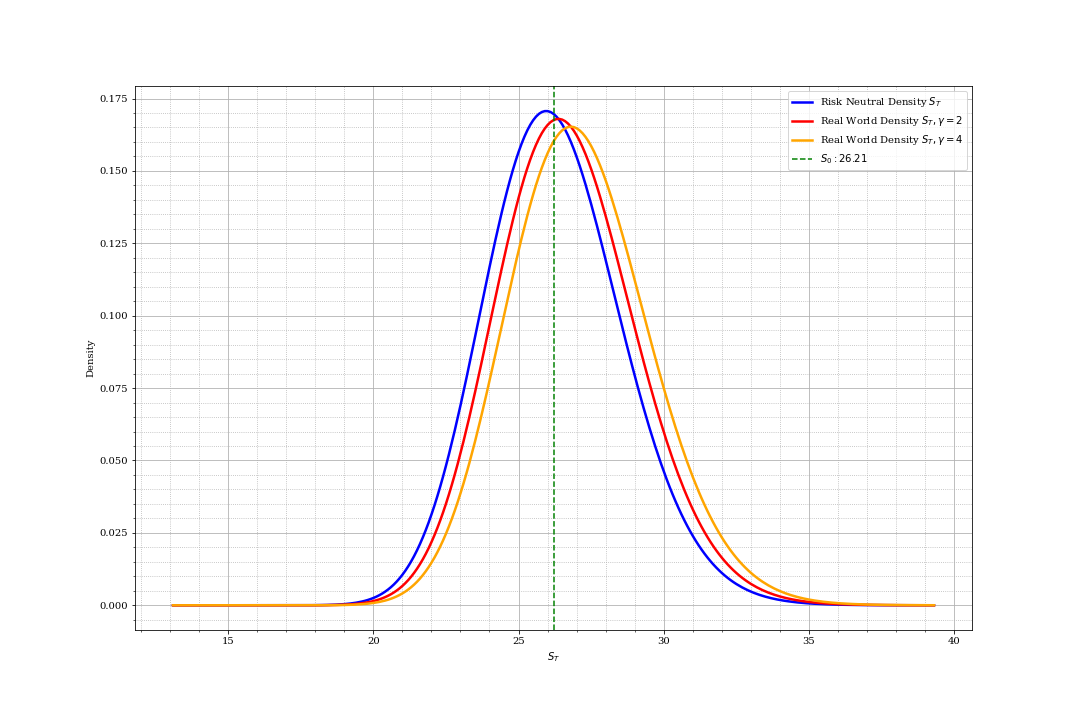 Risk Neutral Density S_T
Real World Density S_T, γ = 2
Real World Density S_T, γ = 4
S_0 : 26.21
0.175
0.150
0.125
0.100
0.075
0.050
0.025
0.000
Density
15 20 25 30 35 40
S_T